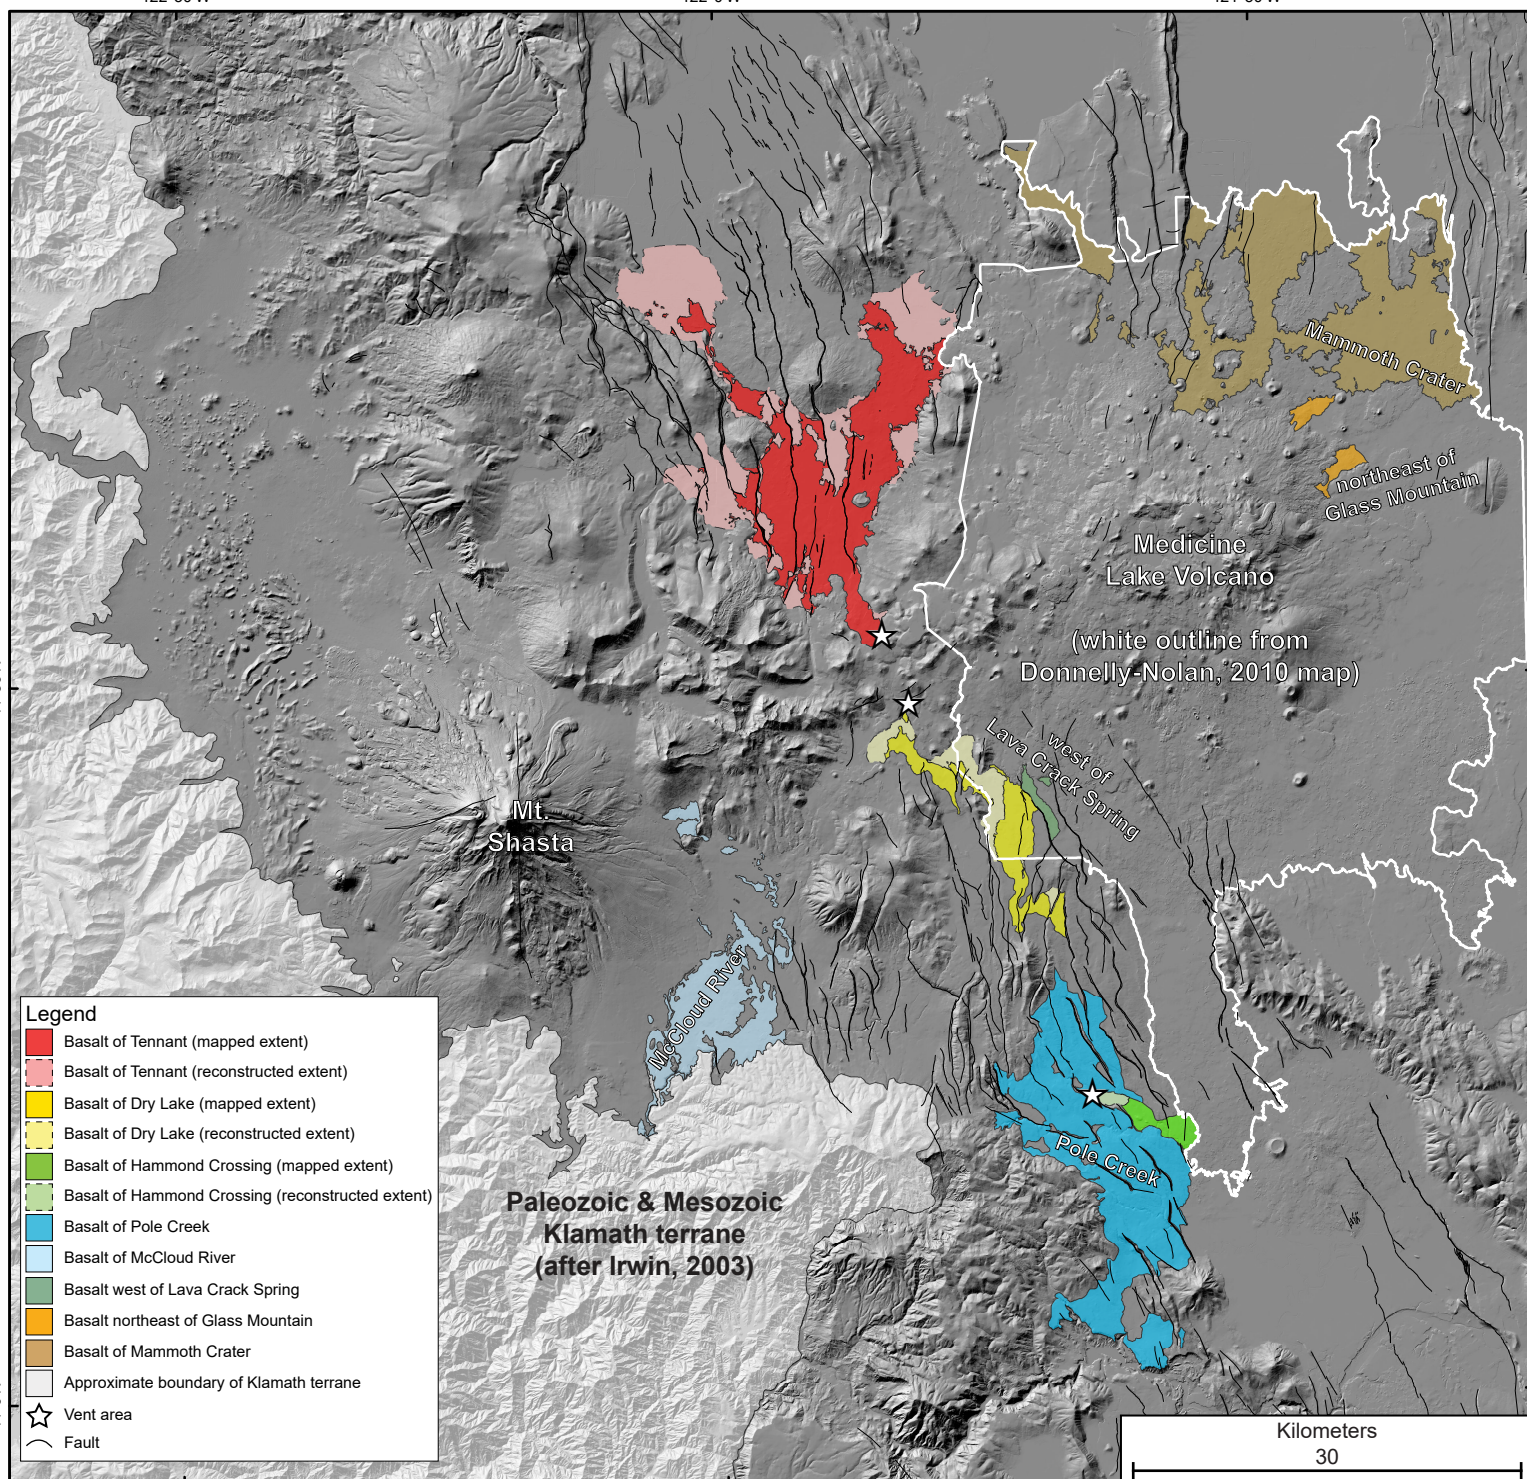 Mammoth Crater
northeast of
Glass Mountain
Medicine
Lake Volcano
(white outline from
Donnelly-Nolan, 2010 map)
west of
Lava Crack Spring
Mt.
Shasta
McCloud River
Pole Creek
Paleozoic & Mesozoic
Klamath terrane
(after Irwin, 2003)
Legend
Basalt of Tennant (mapped extent)
Basalt of Tennant (reconstructed extent)
Basalt of Dry Lake (mapped extent)
Basalt of Dry Lake (reconstructed extent)
Basalt of Hammond Crossing (mapped extent)
Basalt of Hammond Crossing (reconstructed extent)
Basalt of Pole Creek
Basalt of McCloud River
Basalt west of Lava Crack Spring
Basalt northeast of Glass Mountain
Basalt of Mammoth Crater
Approximate boundary of Klamath terrane
Vent area
Fault
Kilometers
30